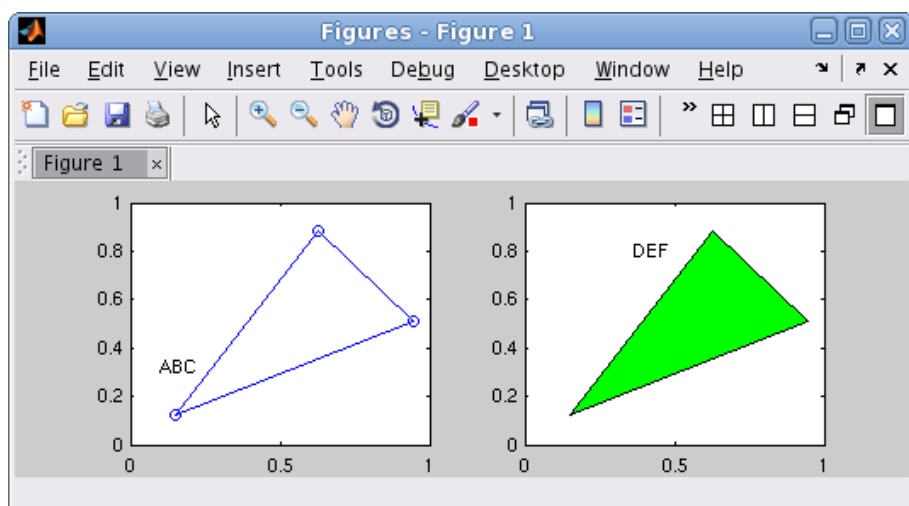 Figures - Figure 1
File Edit View Insert Tools Debug Desktop Window Help
Figure 1
1
0.8
0.6
0.4
0.2
0
0 0.5 1
ABC
1
0.8
0.6
0.4
0.2
0
0 0.5 1
DEF